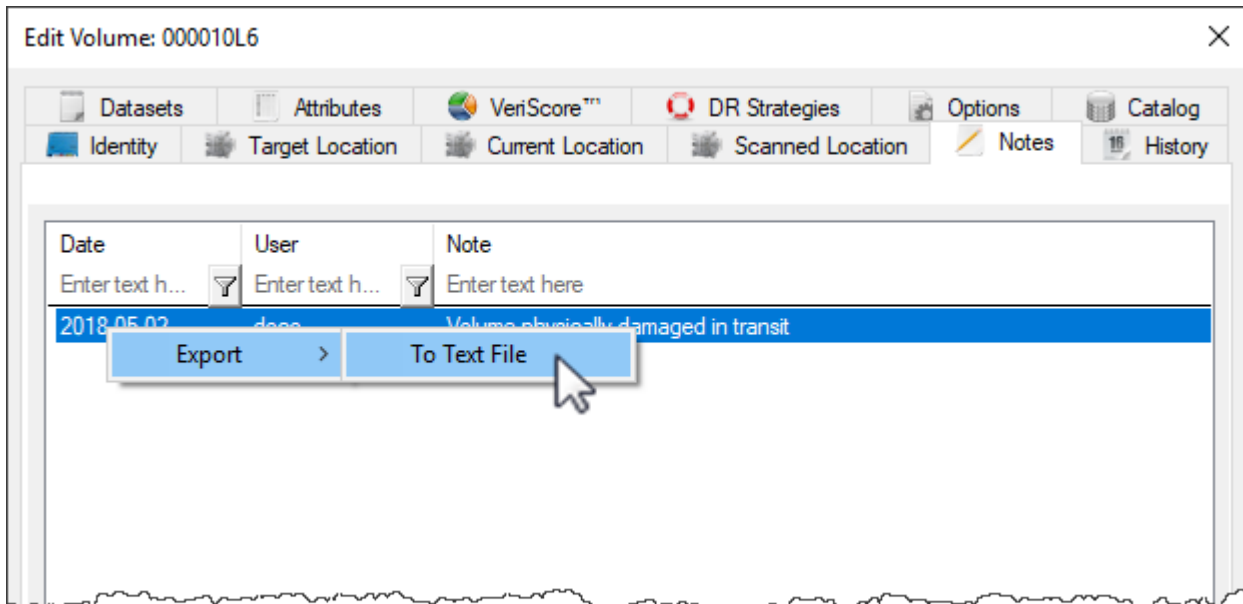 Edit Volume: 000010L6
Datasets Attributes VeriScore™ DR Strategies Options Catalog
Identity Target Location Current Location Scanned Location Notes 16 History
Date User Note
Enter text h... Enter text h... Enter text here
2018-05-02 Volume physically damaged in transit
Export > To Text File